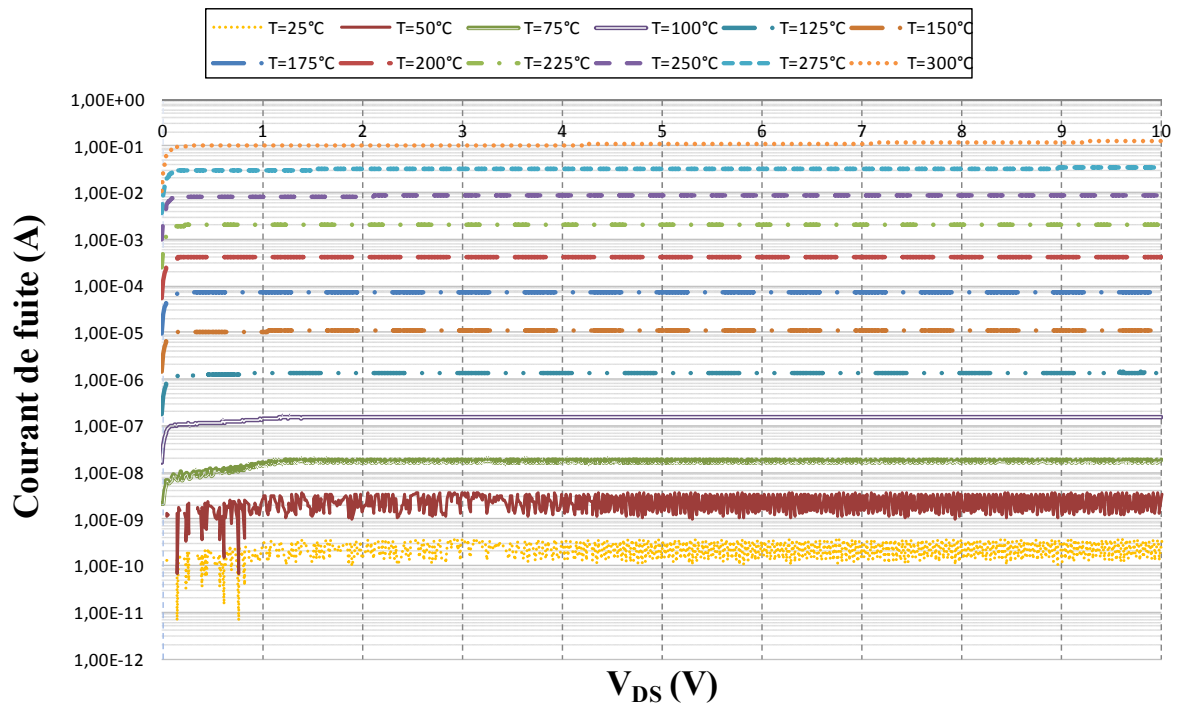 T=25°C T=50°C T=75°C T=100°C T=125°C T=150°C
T=175°C T=200°C T=225°C T=250°C T=275°C T=300°C
1,00E+00
0 1 2 3 4 5 6 7 8 9 10
1,00E-01
1,00E-02
1,00E-03
1,00E-04
1,00E-05
1,00E-06
1,00E-07
1,00E-08
1,00E-09
1,00E-10
1,00E-11
1,00E-12
Courant de fuite (A)
VDS (V)